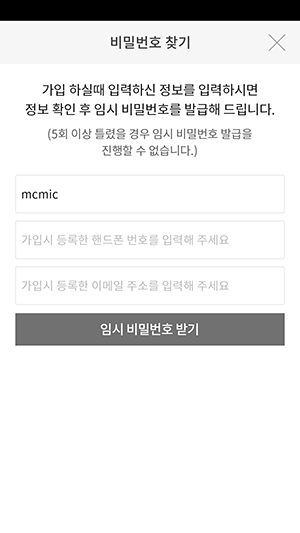 비밀번호 찾기
가입 하실때 입력하신 정보를 입력하시면
정보 확인 후 임시 비밀번호를 발급해 드립니다.
(5회 이상 틀렸을 경우 임시 비밀번호 발급을
진행할 수 없습니다.)
mcmic
가입시 등록한 핸드폰 번호를 입력해 주세요
가입시 등록한 이메일 주소를 입력해 주세요
임시 비밀번호 받기